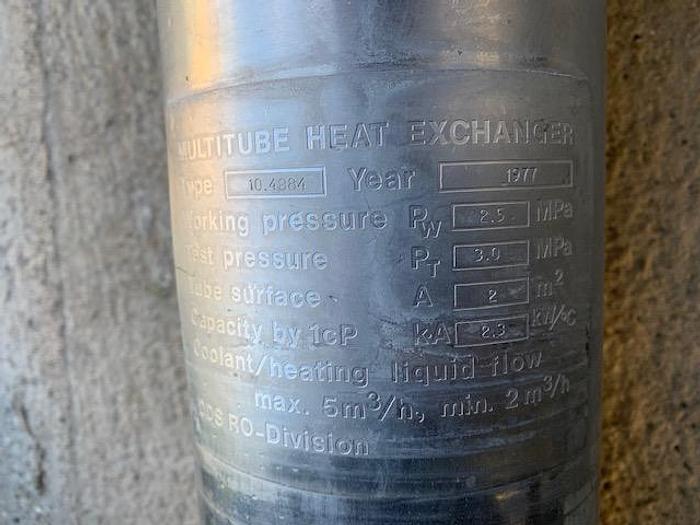 MULTITUBE HEAT EXCHANGER
Type 10.4884 Year 1977
Working pressure PW 2.5 MPa
Test pressure PT 3.0 MPa
Tube surface A 2 m²
Capacity by 1cP kA 2.3 kW/°C
Coolant/heating liquid flow
max. 5m³/h, min. 2m³/h
DDS RO-Division